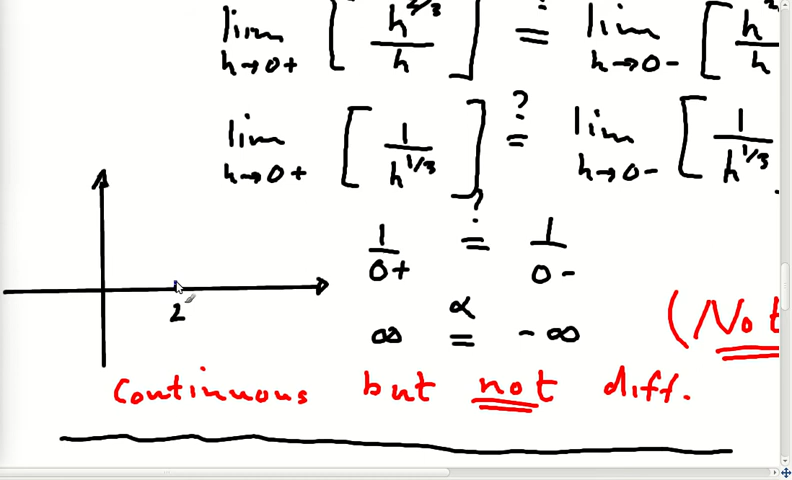 lim h→0+ [ h^2/3 / h ] ?= lim h→0- [ h / h
lim h→0+ [ 1 / h^1/3 ] ?= lim h→0- [ 1 / h^1/3
1 / 0+ ?= 1 / 0-
2
∞ = -∞
(Not
Continuous but not diff.